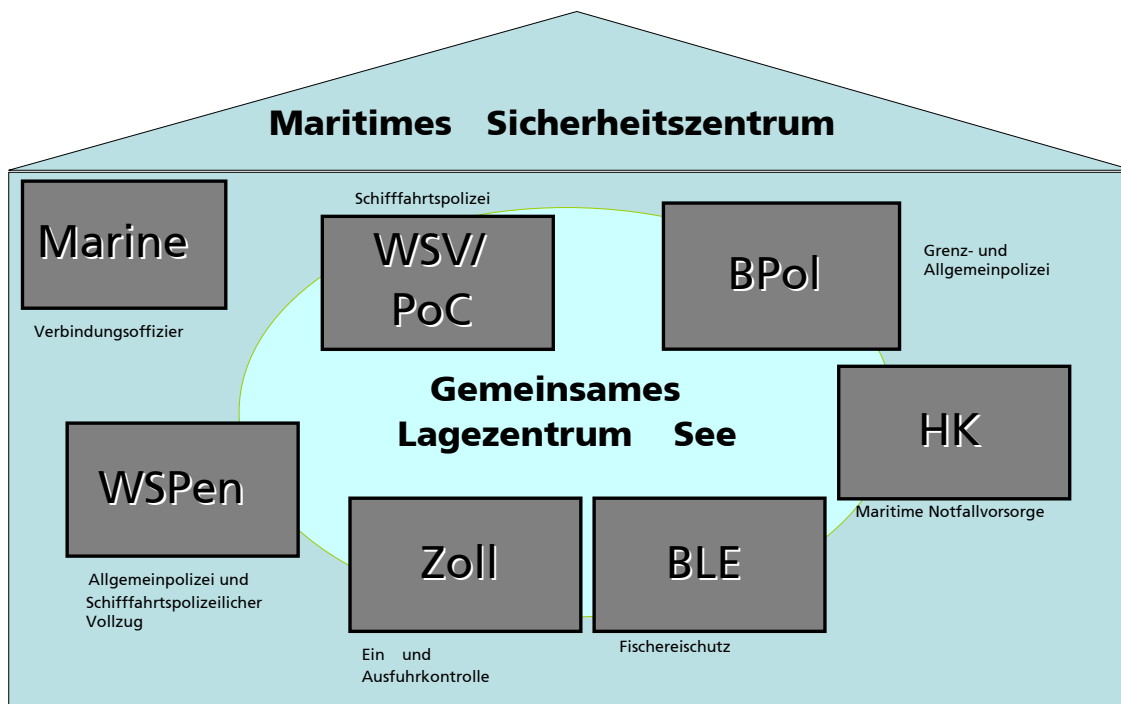 Maritimes Sicherheitszentrum
Marine
Verbindungsoffizier
Schifffahrtspolizei
WSV/
PoC
BPol
Grenz- und
Allgemeinpolizei
Gemeinsames
Lagezentrum See
HK
Maritime Notfallvorsorge
WSPen
Allgemeinpolizei und
Schifffahrtspolizeilicher
Vollzug
Zoll
Ein und
Ausfuhrkontrolle
BLE
Fischereischutz